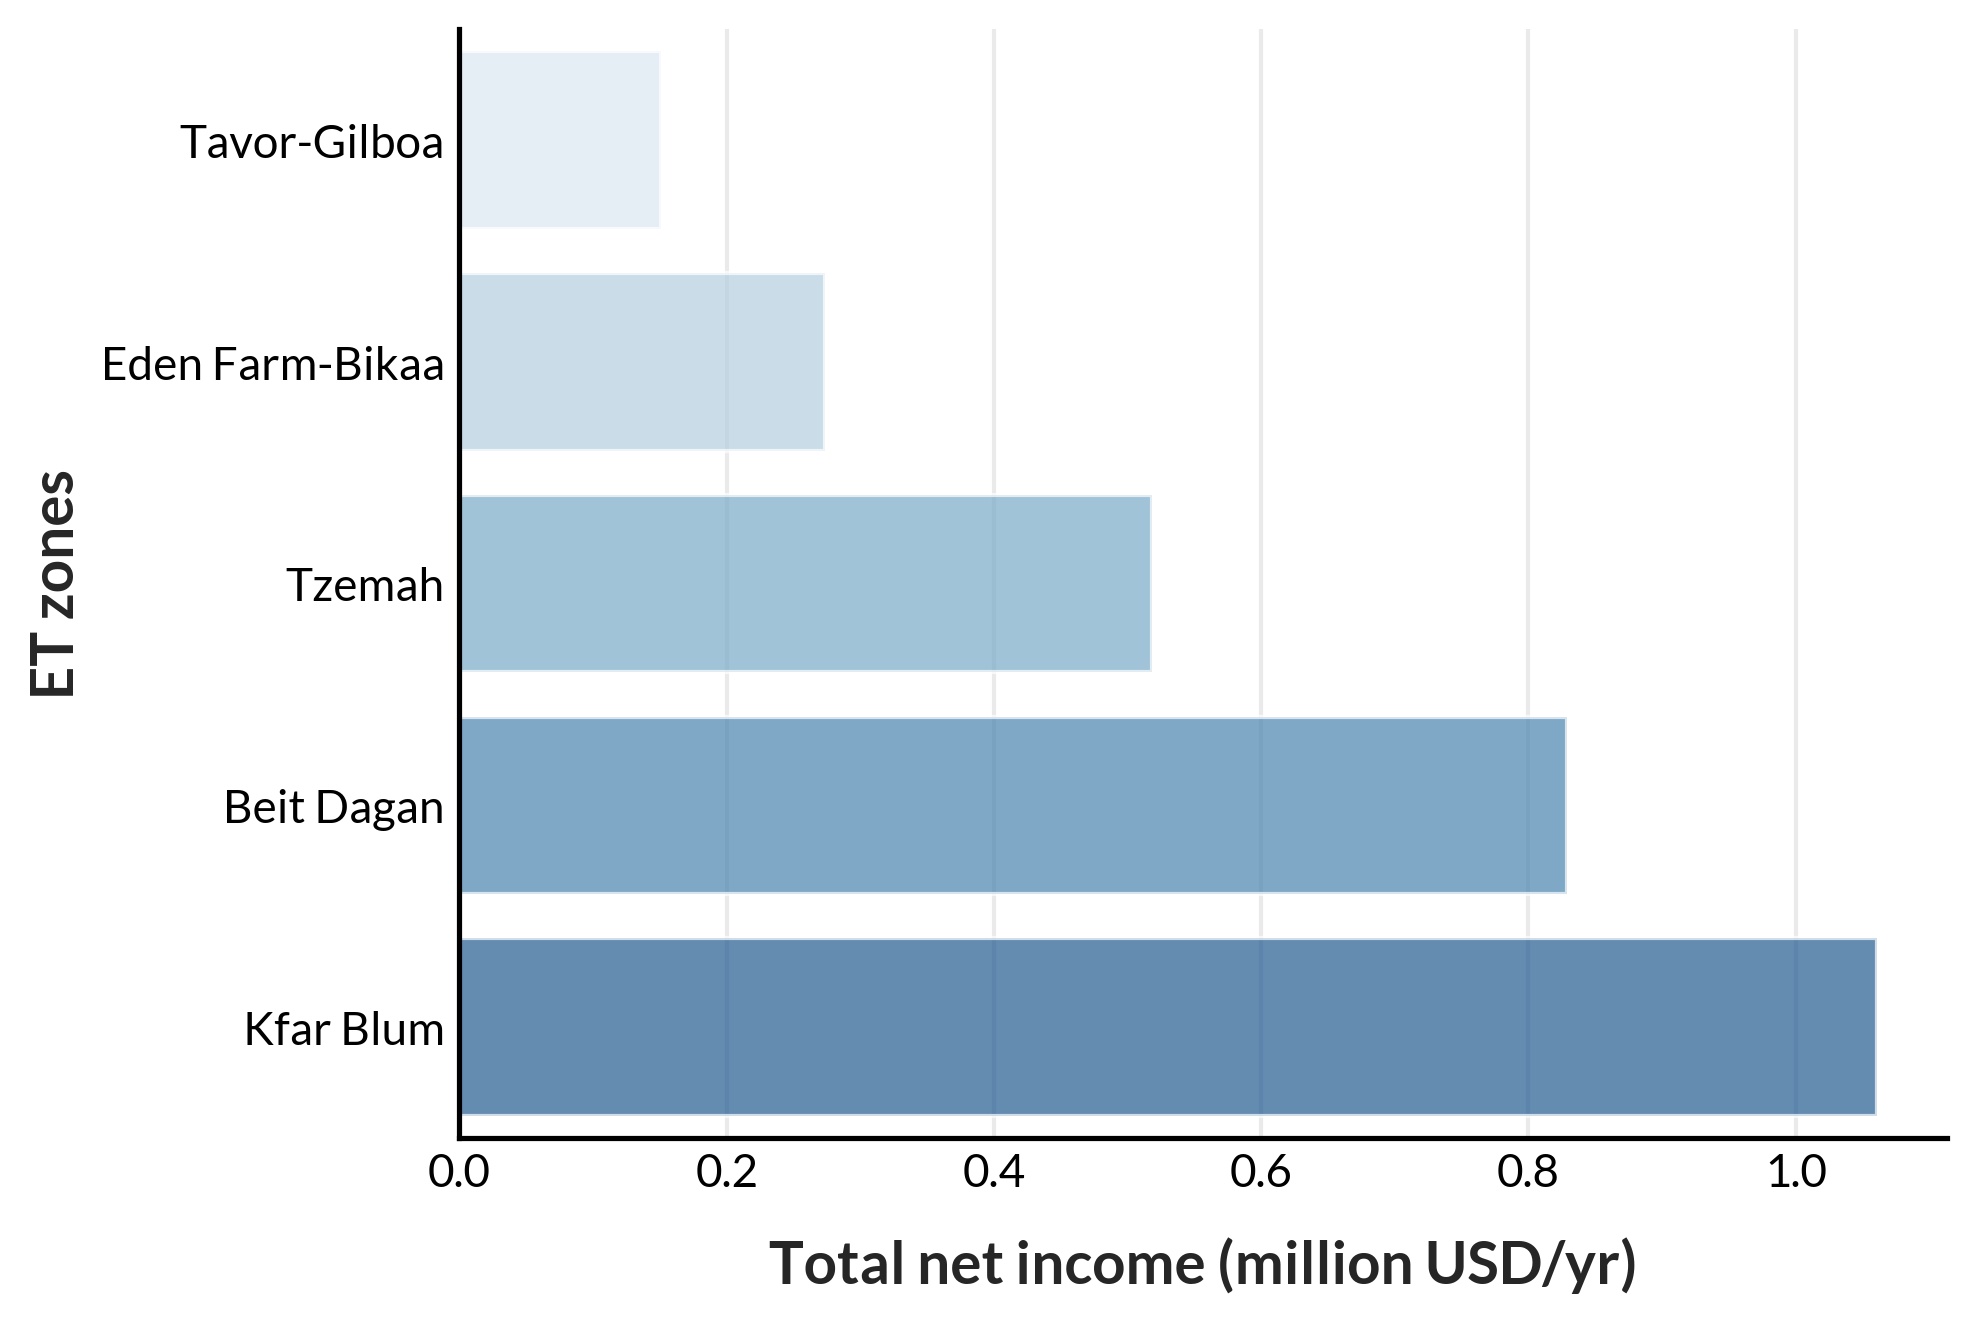 Tavor-Gilboa
Eden Farm-Bikaa
Tzemah
Beit Dagan
Kfar Blum
ET zones
0.0 0.2 0.4 0.6 0.8 1.0
Total net income (million USD/yr)